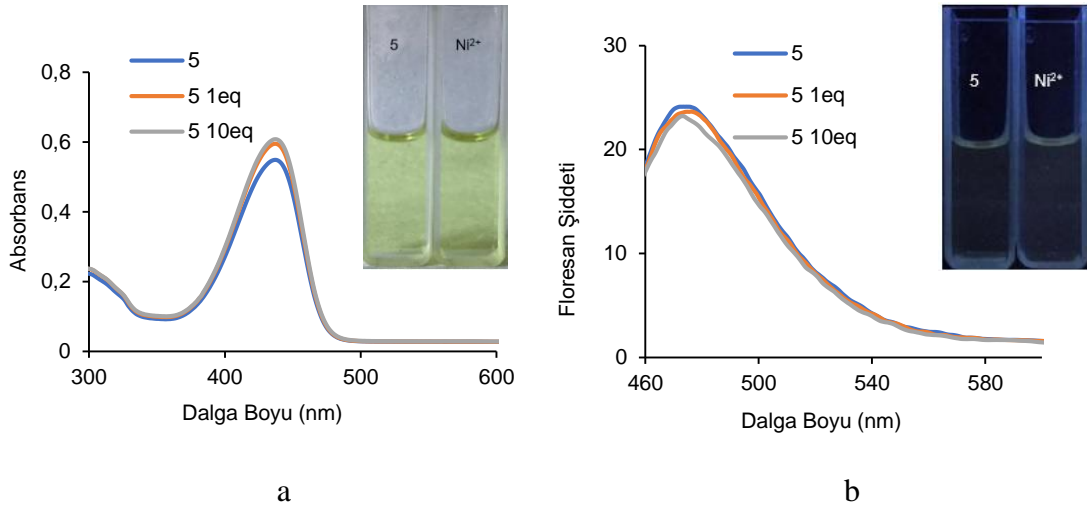 5
Ni²⁺
5
5 1eq
5 10eq
0,8
0,6
0,4
0,2
0
300
400
500
600
Absorbans
Dalga Boyu (nm)
a
5
Ni²⁺
5
5 1eq
5 10eq
30
20
10
0
460
500
540
580
Floresan Şiddeti
Dalga Boyu (nm)
b